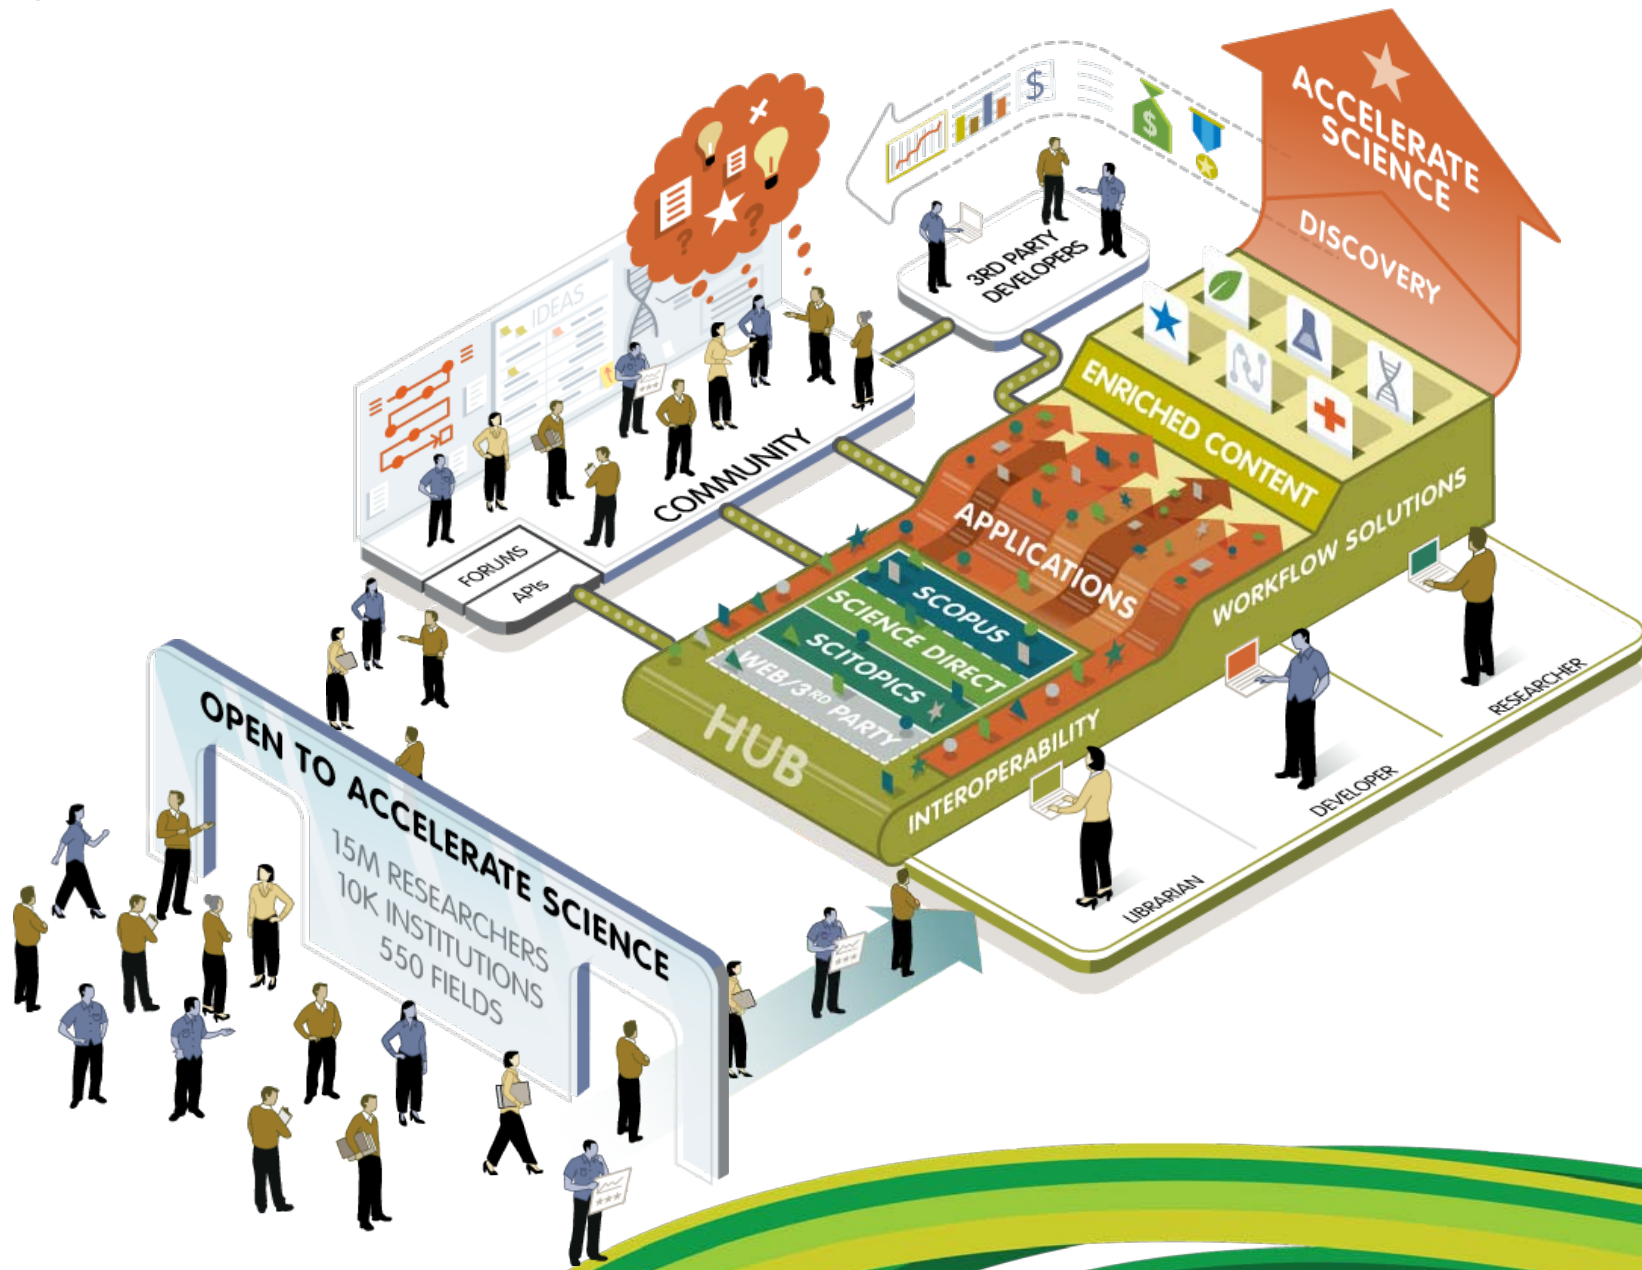 ACCELERATE
SCIENCE
DISCOVERY
$
$
IDEAS
3RD PARTY
DEVELOPERS
COMMUNITY
FORUMS
APIs
ENRICHED CONTENT
APPLICATIONS
WORKFLOW SOLUTIONS
SCOPUS
SCIENCE DIRECT
SCITOPICS
WEB/3RD PARTY
HUB
INTEROPERABILITY
RESEARCHER
DEVELOPER
LIBRARIAN
OPEN TO ACCELERATE SCIENCE
15M RESEARCHERS
10K INSTITUTIONS
550 FIELDS